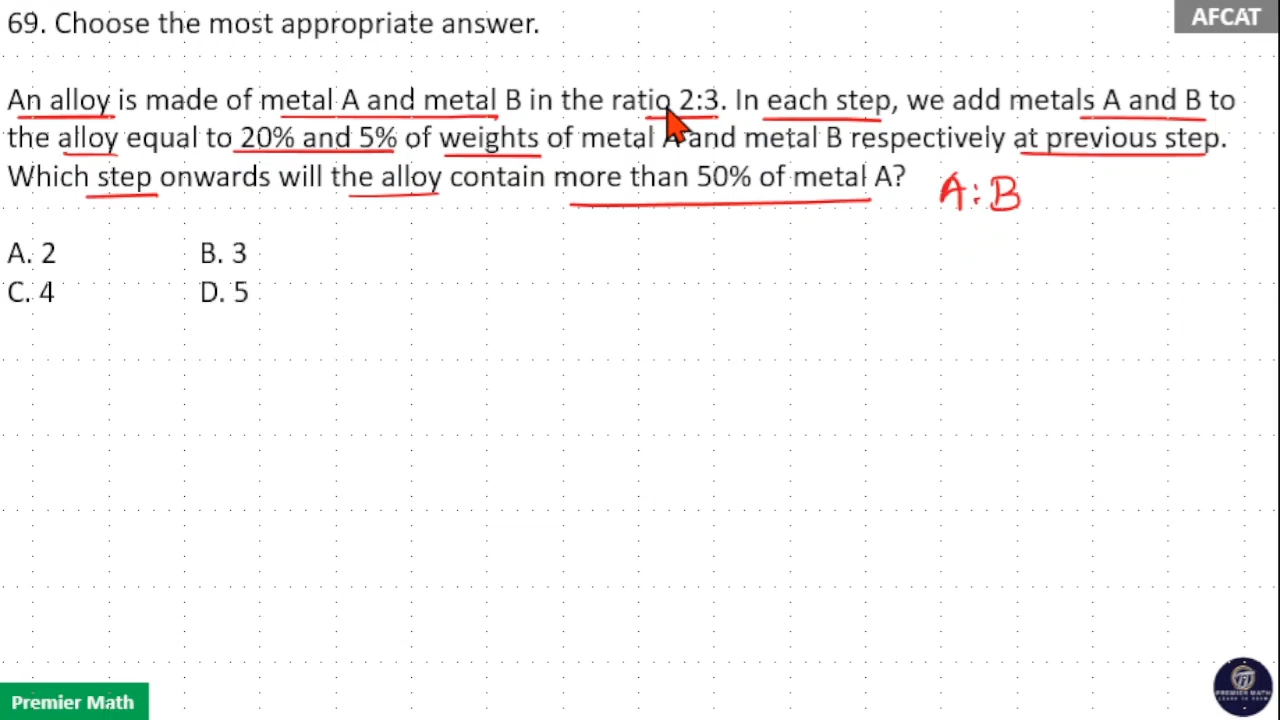 69. Choose the most appropriate answer.
AFCAT
An alloy is made of metal A and metal B in the ratio 2:3. In each step, we add metals A and B to
the alloy equal to 20% and 5% of weights of metal A and metal B respectively at previous step.
Which step onwards will the alloy contain more than 50% of metal A?
A:B
A. 2 B. 3
C. 4 D. 5
Premier Math
PREMIER MATH